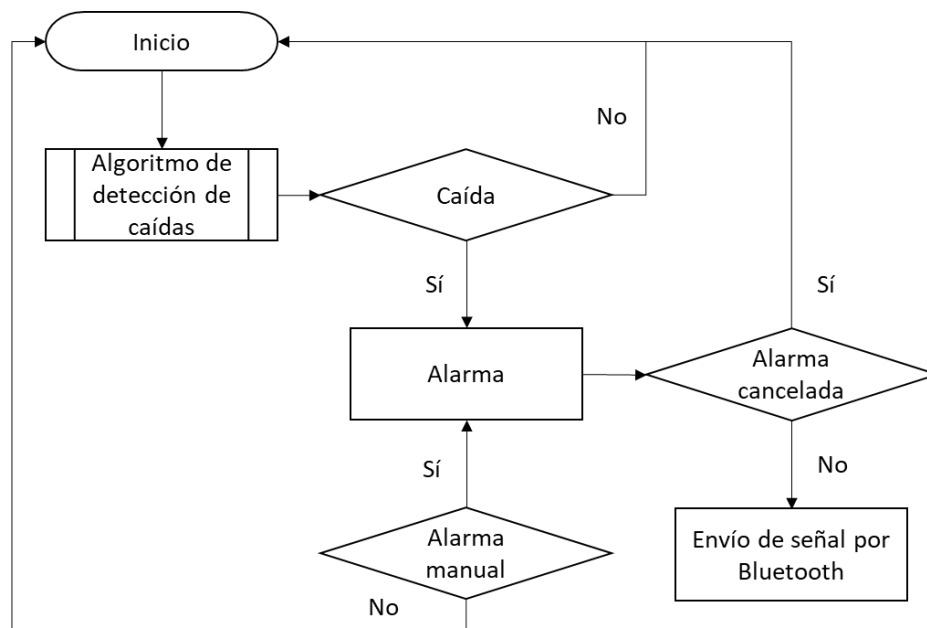 Inicio
No
Algoritmo de
detección de
caídas
Caída
Sí
Sí
Alarma
Alarma
cancelada
Sí
No
Alarma
manual
Envío de señal por
Bluetooth
No